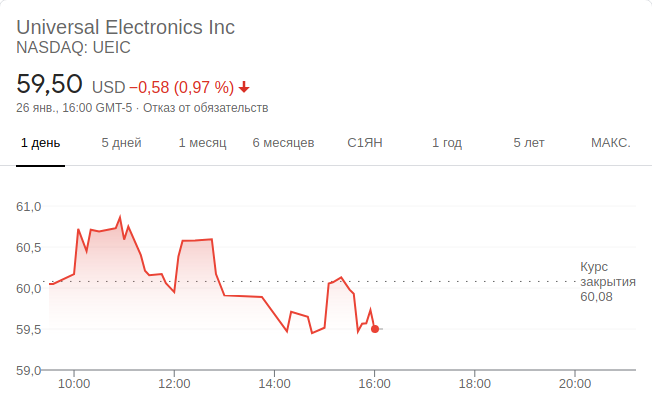 Universal Electronics Inc
NASDAQ: UEIC
59,50 USD −0,58 (0,97 %)
26 янв., 16:00 GMT-5 · Отказ от обязательств
1 день 5 дней 1 месяц 6 месяцев С1ЯН 1 год 5 лет МАКС.
61,0
60,5
Курс
закрытия
60,08
60,0
59,5
59,0
10:00 12:00 14:00 16:00 18:00 20:00